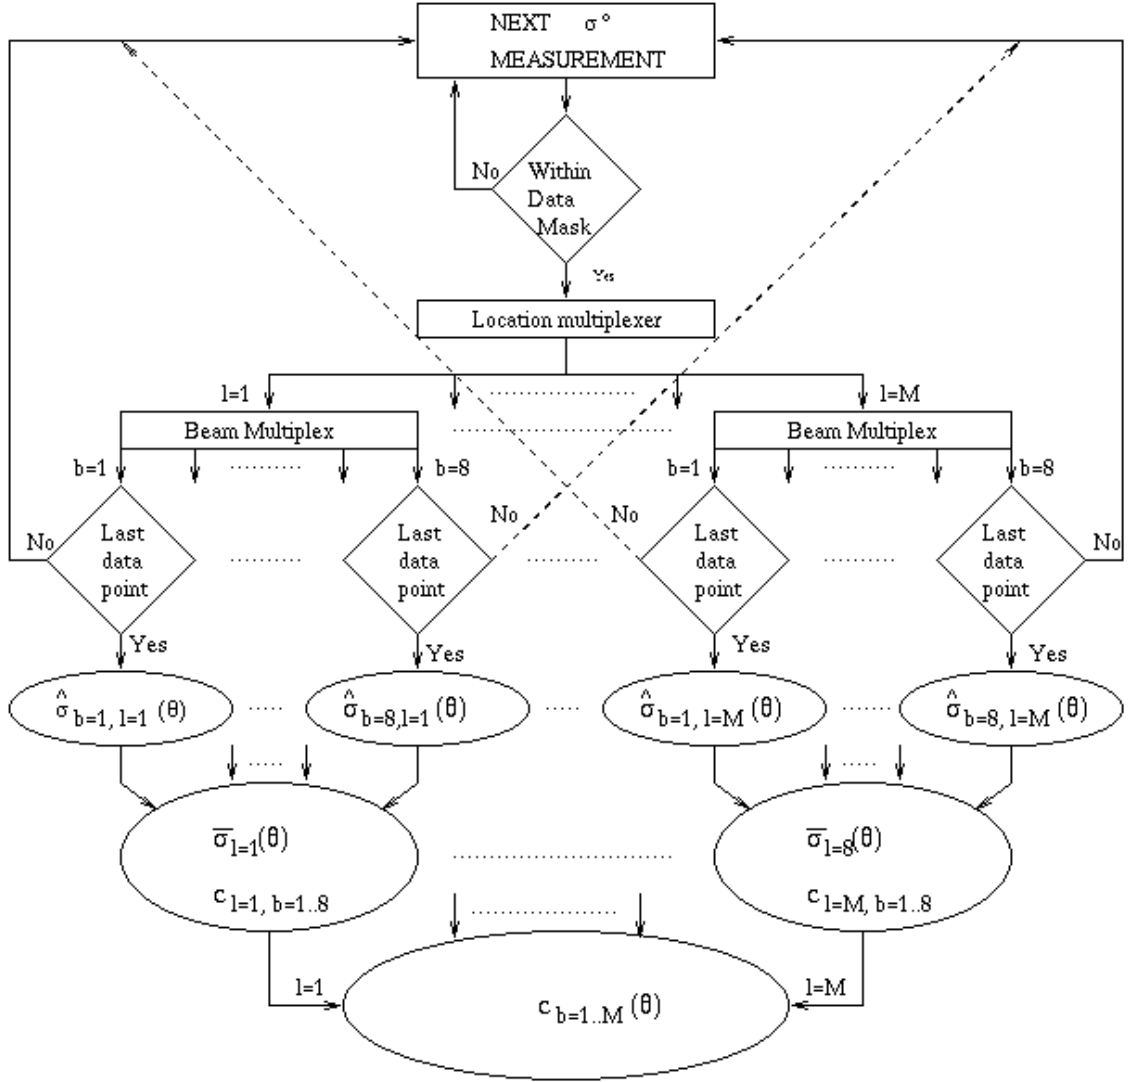 NEXT σ°
MEASUREMENT
No
Within
Data
Mask
Yes
Location multiplexer
l=1
l=M
Beam Multiplex
Beam Multiplex
b=1
b=8
b=1
b=8
No
Last
data
point
Last
data
point
No
No
Last
data
point
Last
data
point
No
Yes
Yes
Yes
Yes
σ̂ b=1, l=1 (θ)
σ̂ b=8,l=1 (θ)
σ̂ b=1, l=M (θ)
σ̂ b=8, l=M (θ)
σ̅ l=1 (θ)
c l=1, b=1..8
σ̅ l=8 (θ)
c l=M, b=1..8
l=1
l=M
c b=1..M (θ)